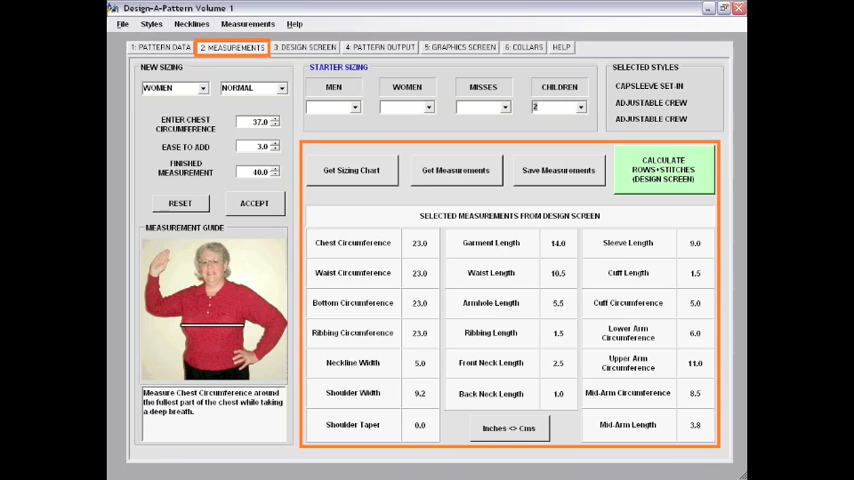 Design-A-Pattern Volume 1
File Styles Necklines Measurements Help
1: PATTERN DATA 2: MEASUREMENTS 3: DESIGN SCREEN 4: PATTERN OUTPUT 5: GRAPHICS SCREEN 6: COLLARS HELP
NEW SIZING
WOMEN NORMAL
ENTER CHEST
CIRCUMFERENCE
37.0
EASE TO ADD 3.0
FINISHED
MEASUREMENT
40.0
RESET ACCEPT
MEASUREMENT GUIDE
Measure Chest Circumference around
the fullest part of the chest while taking
a deep breath.
STARTER SIZING
MEN WOMEN MISSES CHILDREN
2
SELECTED STYLES
CAPSLEEVE SET-IN
ADJUSTABLE CREW
ADJUSTABLE CREW
Get Sizing Chart Get Measurements Save Measurements
CALCULATE
ROWS+STITCHES
(DESIGN SCREEN)
SELECTED MEASUREMENTS FROM DESIGN SCREEN
Chest Circumference 23.0 Garment Length 14.0 Sleeve Length 9.0
Waist Circumference 23.0 Waist Length 10.5 Cuff Length 1.5
Bottom Circumference 23.0 Armhole Length 5.5 Cuff Circumference 5.0
Ribbing Circumference 23.0 Ribbing Length 1.5 Lower Arm
Circumference 6.0
Neckline Width 5.0 Front Neck Length 2.5 Upper Arm
Circumference 11.0
Shoulder Width 9.2 Back Neck Length 1.0 Mid-Arm Circumference 8.5
Shoulder Taper 0.0 Inches <> Cms Mid-Arm Length 3.8